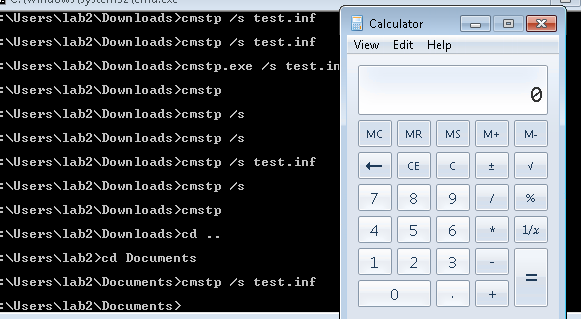 C:\Windows\system32\cmd.exe
:\Users\lab2\Downloads>cmstp /s test.inf
:\Users\lab2\Downloads>cmstp /s test.inf
:\Users\lab2\Downloads>cmstp.exe /s test.in
:\Users\lab2\Downloads>cmstp
:\Users\lab2\Downloads>cmstp /s
:\Users\lab2\Downloads>cmstp /s
:\Users\lab2\Downloads>cmstp /s test.inf
:\Users\lab2\Downloads>cmstp /s
:\Users\lab2\Downloads>cmstp
:\Users\lab2\Downloads>cd ..
:\Users\lab2>cd Documents
:\Users\lab2\Documents>cmstp /s test.inf
:\Users\lab2\Documents>
Calculator
View Edit Help
0
MC MR MS M+ M-
← CE C ± √
7 8 9 / %
4 5 6 * 1/x
1 2 3 - =
0 . +